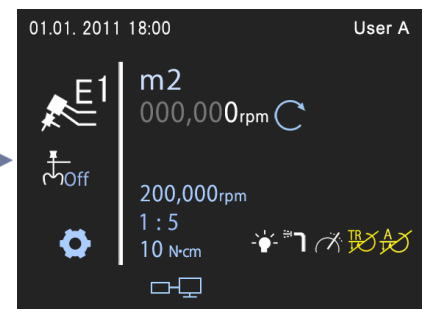 01.01. 2011 18:00 User A
E1
m2
000,000rpm
Off
200,000rpm
1 : 5
10 N•cm
TR A